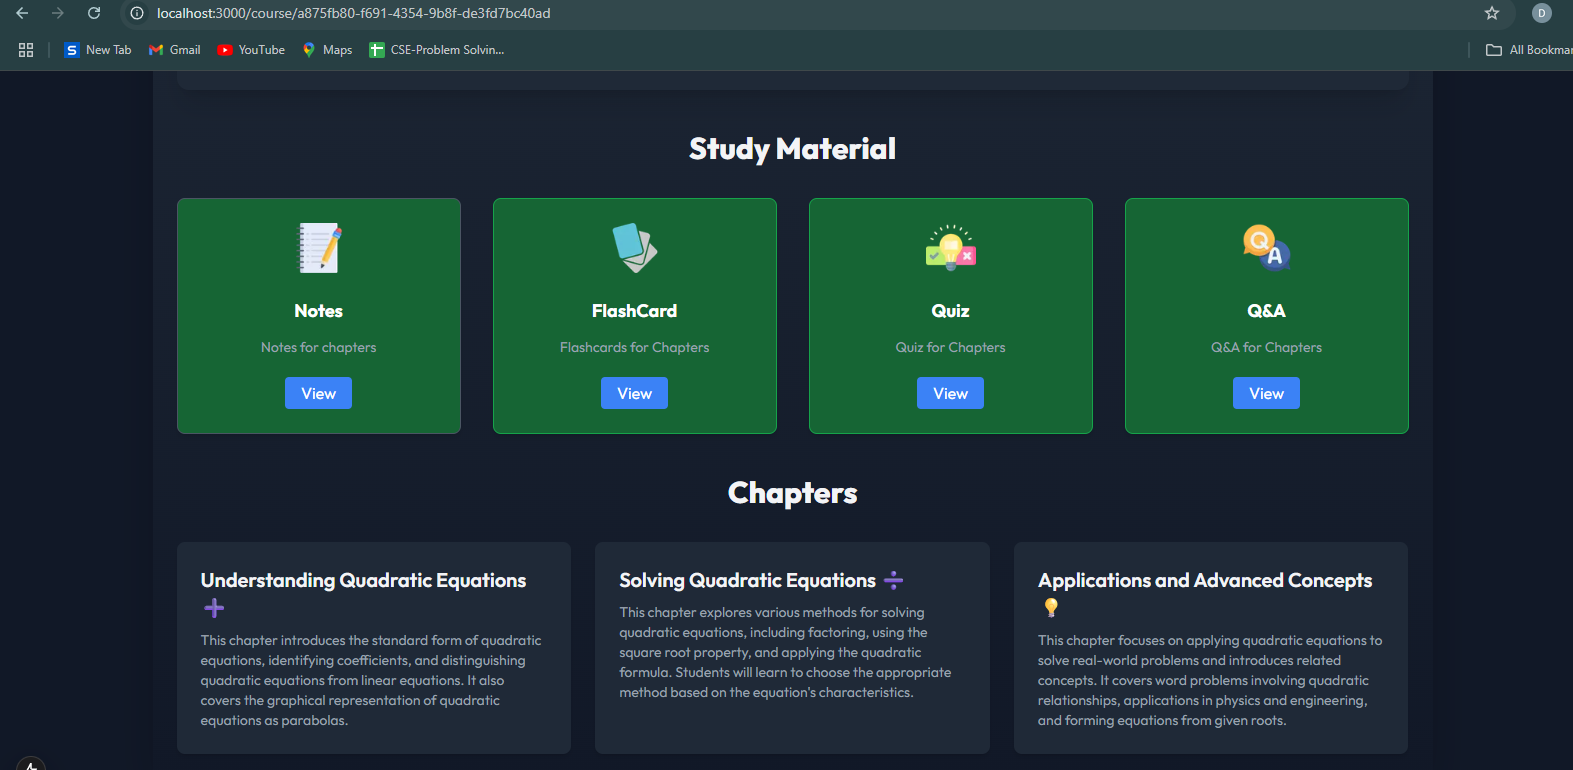 localhost:3000/course/a875fb80-f691-4354-9b8f-de3fd7bc40ad
D
S New Tab Gmail YouTube Maps CSE-Problem Solvin... All Bookmar
Study Material
Notes
Notes for chapters
View
FlashCard
Flashcards for Chapters
View
Quiz
Quiz for Chapters
View
Q A
Q&A
Q&A for Chapters
View
Chapters
Understanding Quadratic Equations
➕
This chapter introduces the standard form of quadratic
equations, identifying coefficients, and distinguishing
quadratic equations from linear equations. It also
covers the graphical representation of quadratic
equations as parabolas.
Solving Quadratic Equations ➗
This chapter explores various methods for solving
quadratic equations, including factoring, using the
square root property, and applying the quadratic
formula. Students will learn to choose the appropriate
method based on the equation's characteristics.
Applications and Advanced Concepts
💡
This chapter focuses on applying quadratic equations to
solve real-world problems and introduces related
concepts. It covers word problems involving quadratic
relationships, applications in physics and engineering,
and forming equations from given roots.